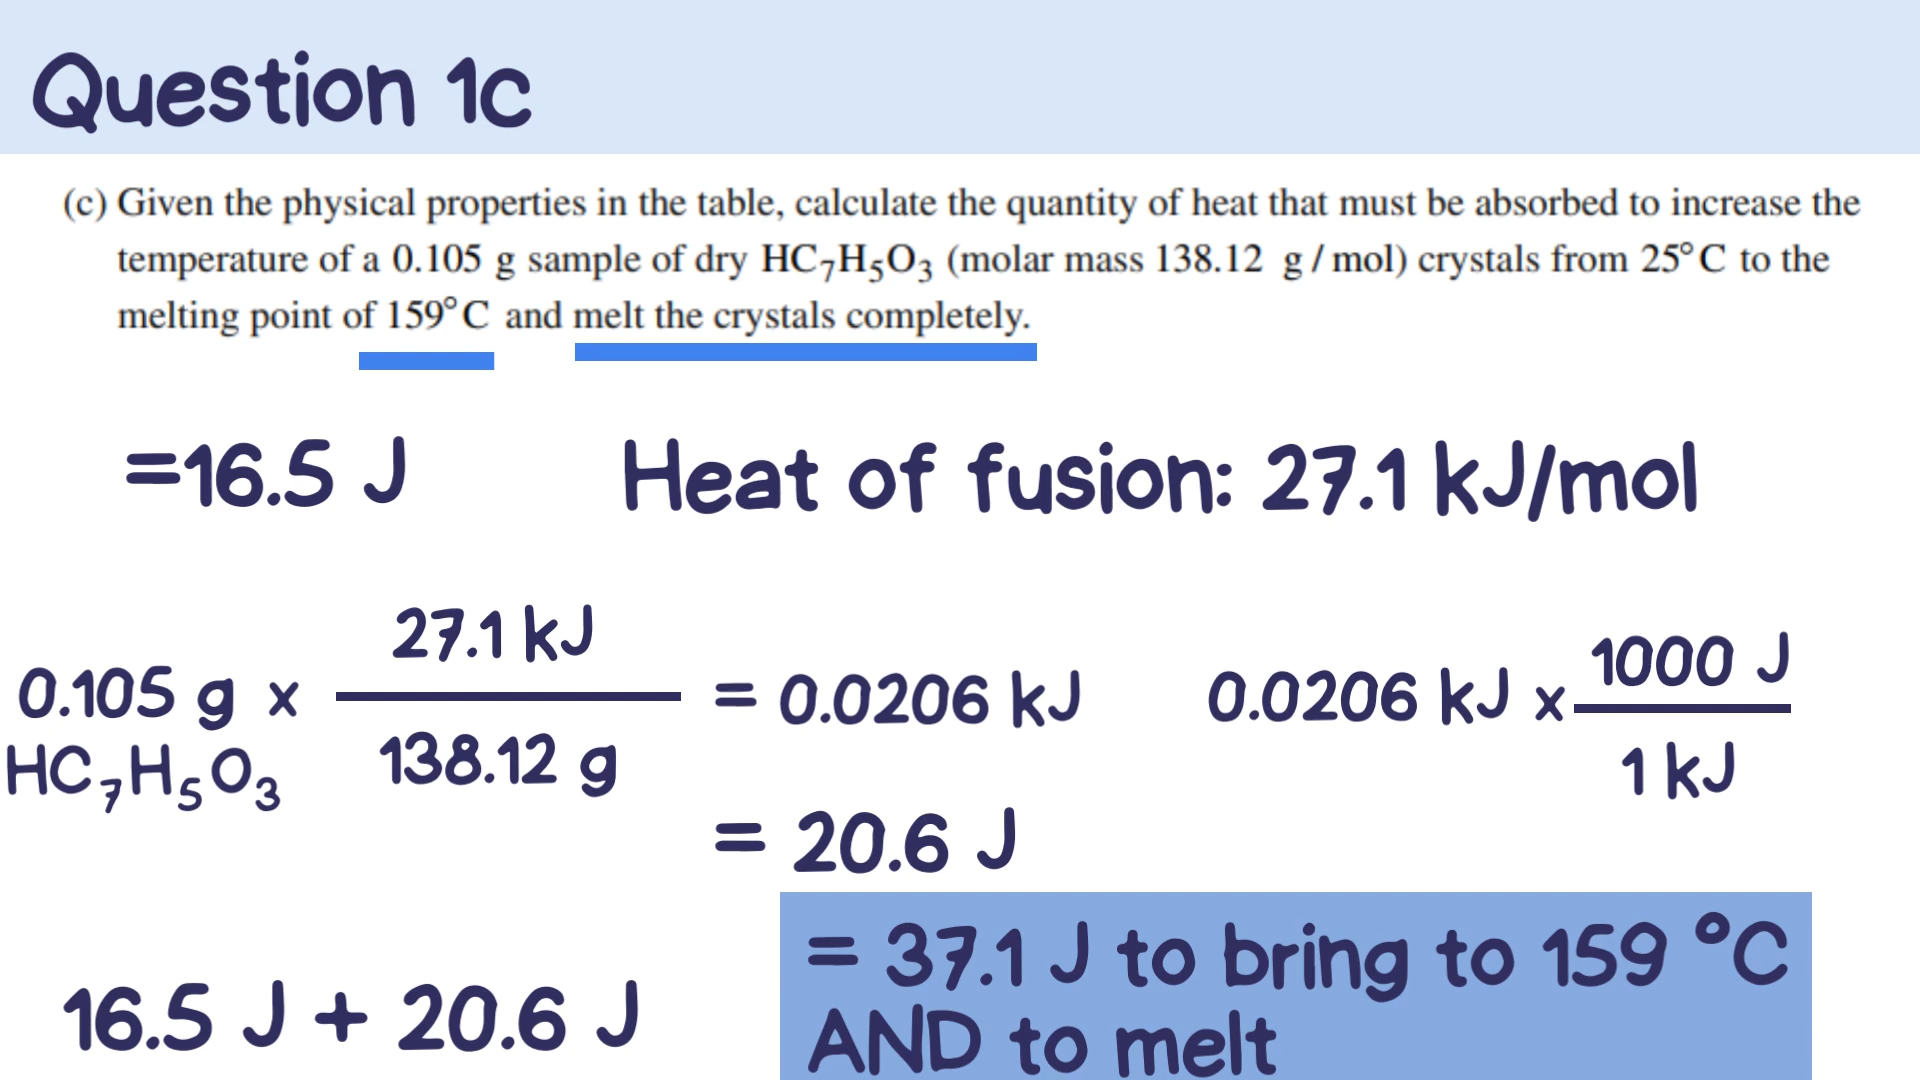 Question 1c
(c) Given the physical properties in the table, calculate the quantity of heat that must be absorbed to increase the
temperature of a 0.105 g sample of dry HC₇H₅O₃ (molar mass 138.12 g / mol) crystals from 25°C to the
melting point of 159°C and melt the crystals completely.
=16.5 J
Heat of fusion: 27.1 kJ/mol
0.105 g x
HC₇H₅O₃
27.1 kJ
138.12 g
= 0.0206 kJ
0.0206 kJ x
1000 J
1 kJ
= 20.6 J
16.5 J + 20.6 J
= 37.1 J to bring to 159 °C
AND to melt